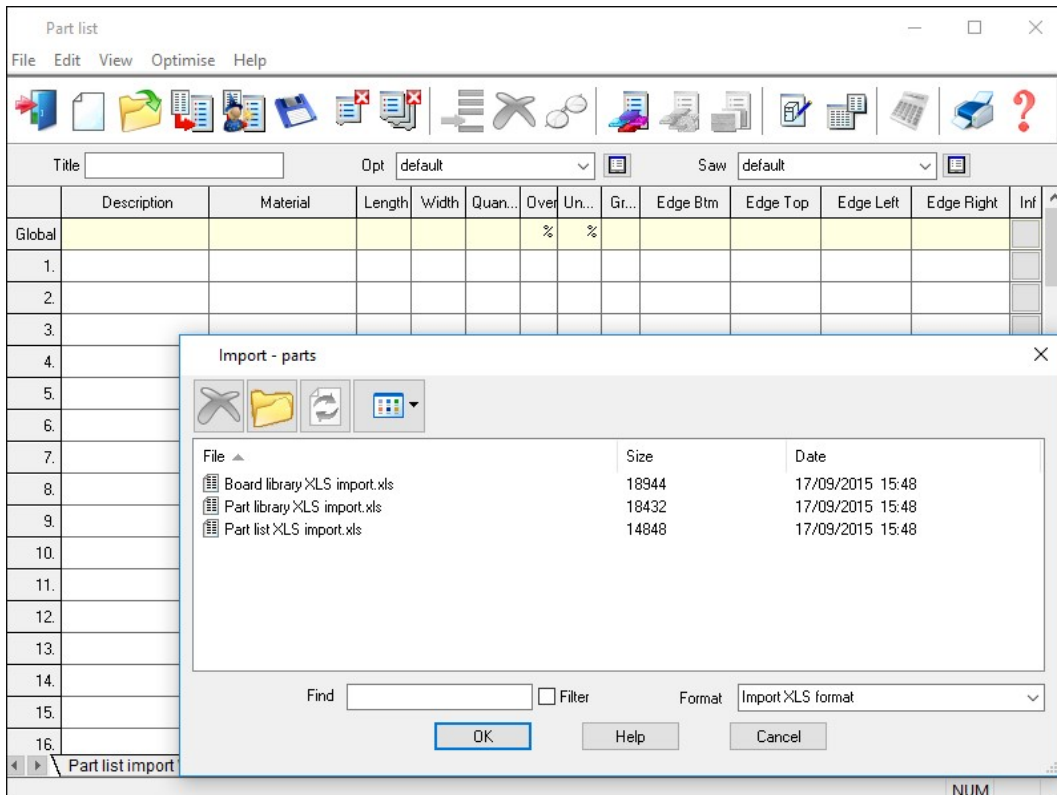 Part list
File Edit View Optimise Help
Title Opt default Saw default
Description Material Length Width Quan... Over Un... Gr... Edge Btm Edge Top Edge Left Edge Right Inf
Global % %
1.
2.
3.
4.
5.
6.
7.
8.
9.
10.
11.
12.
13.
14.
15.
16.
Import - parts
File Size Date
Board library XLS import.xls 18944 17/09/2015 15:48
Part library XLS import.xls 18432 17/09/2015 15:48
Part list XLS import.xls 14848 17/09/2015 15:48
Find Filter Format Import XLS format
OK Help Cancel
Part list import
NUM